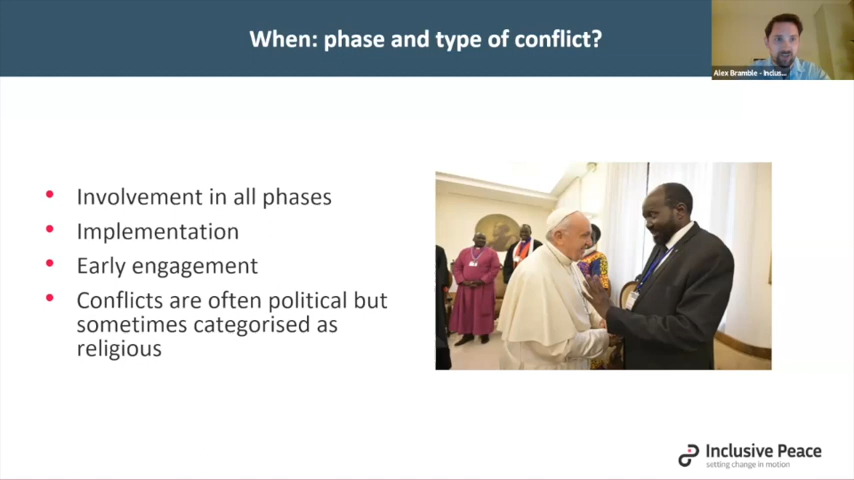 When: phase and type of conflict?
Alex Bramble - Inclus...
• Involvement in all phases
• Implementation
• Early engagement
• Conflicts are often political but
sometimes categorised as
religious
Inclusive Peace
setting change in motion